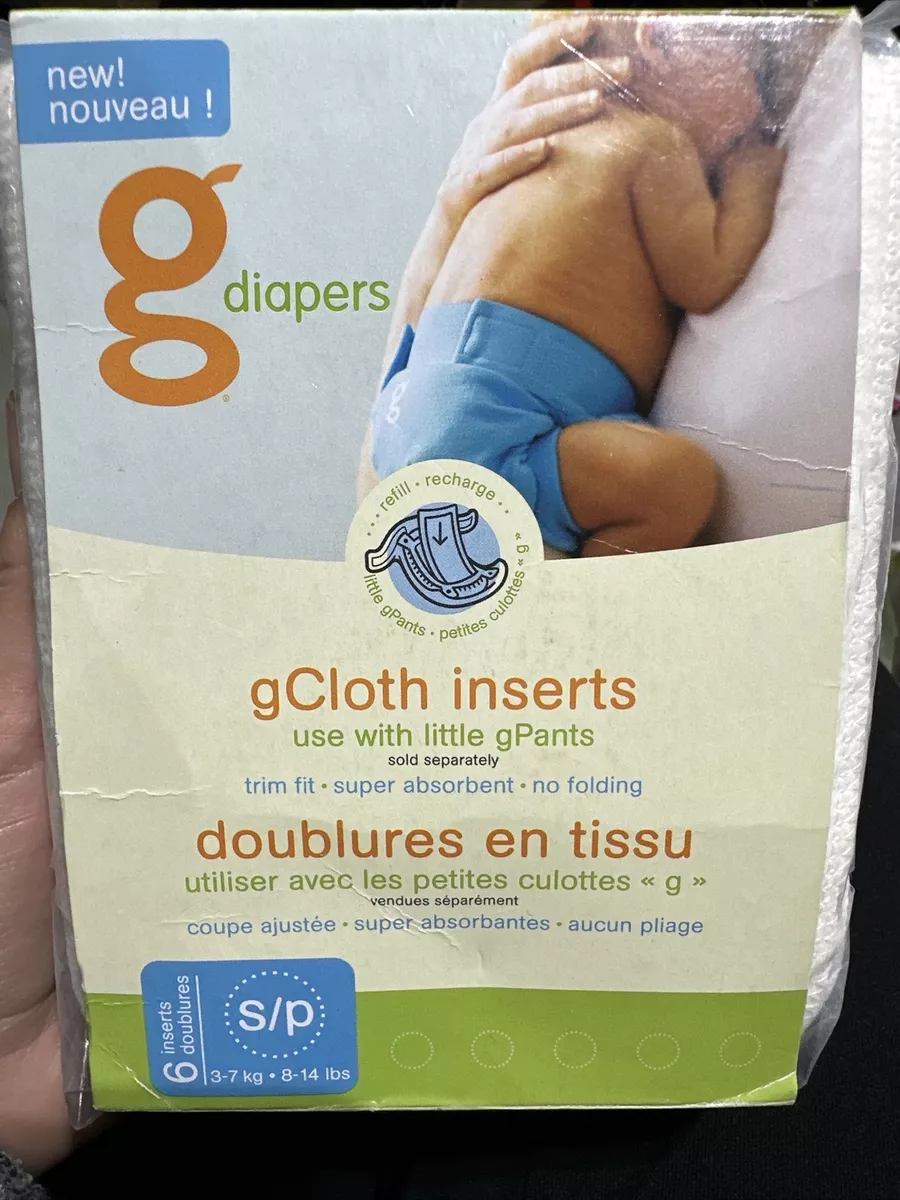 new!
nouveau !
g
diapers
®
g
refill • recharge
little gPants • petites culottes « g »
gCloth inserts
use with little gPants
sold separately
trim fit • super absorbent • no folding
doublures en tissu
utiliser avec les petites culottes « g »
vendues séparément
coupe ajustée • super absorbantes • aucun pliage
6 inserts
doublures
s/p
3-7 kg • 8-14 lbs